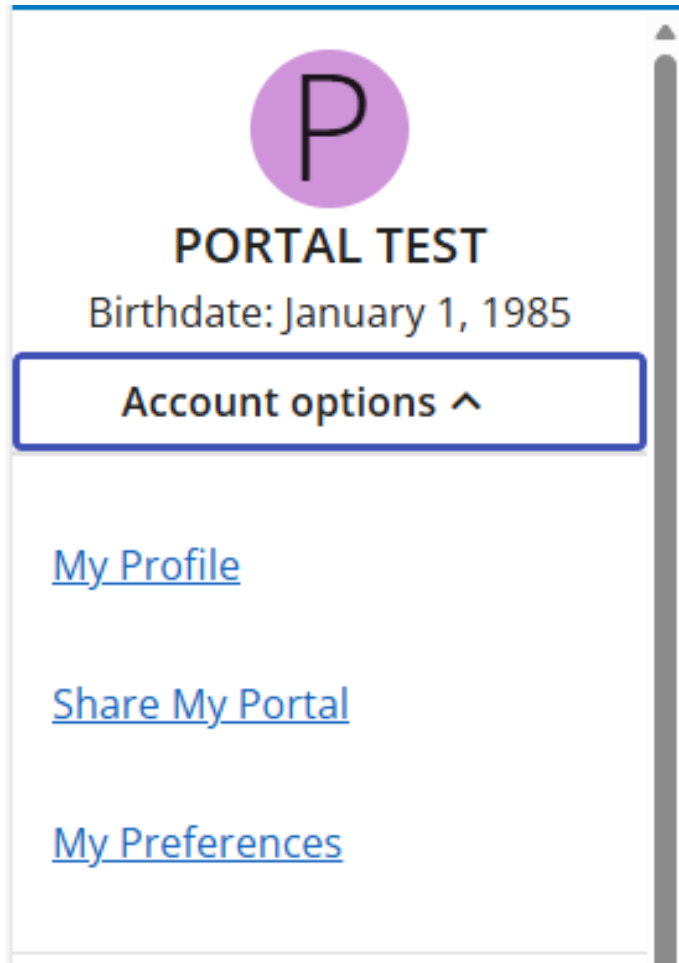 P
PORTAL TEST
Birthdate: January 1, 1985
Account options
My Profile
Share My Portal
My Preferences